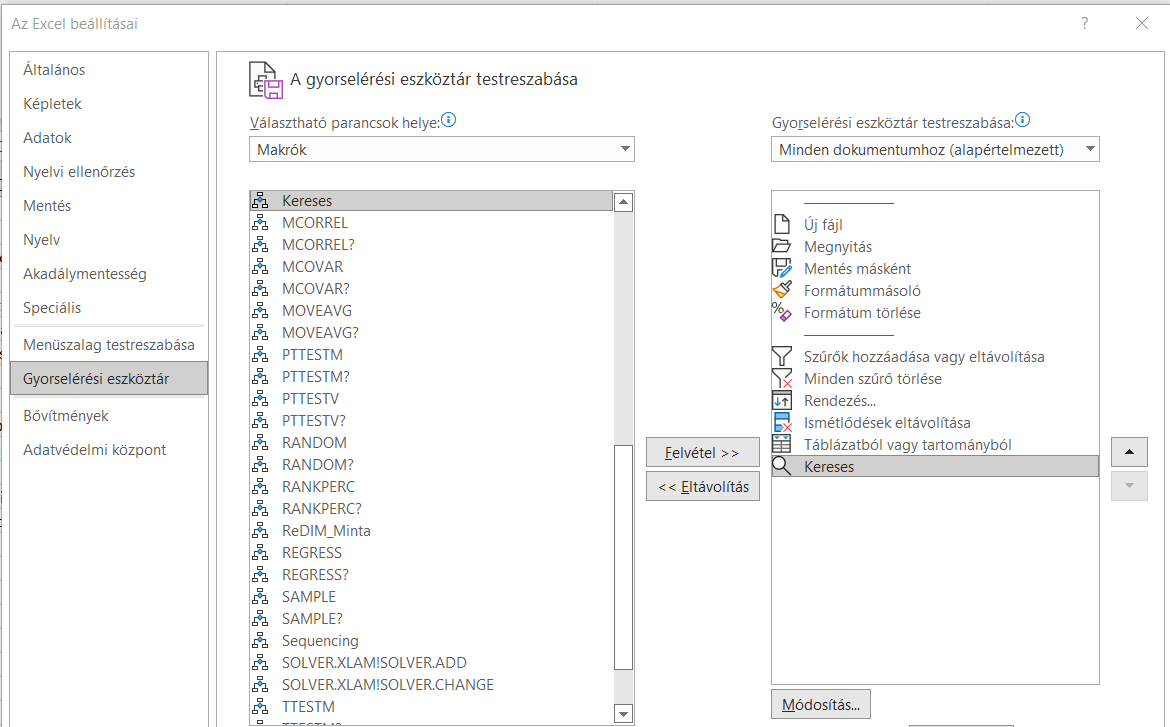 Az Excel beállításai
?
Általános
Képletek
Adatok
Nyelvi ellenőrzés
Mentés
Nyelv
Akadálymentesség
Speciális
Menüszalag testreszabása
Gyorselérési eszköztár
Bővítmények
Adatvédelmi központ
A gyorselérési eszköztár testreszabása
Választható parancsok helye:
Makrók
Kereses
MCORREL
MCORREL?
MCOVAR
MCOVAR?
MOVEAVG
MOVEAVG?
PTTESTM
PTTESTM?
PTTESTV
PTTESTV?
RANDOM
RANDOM?
RANKPERC
RANKPERC?
ReDIM_Minta
REGRESS
REGRESS?
SAMPLE
SAMPLE?
Sequencing
SOLVER.XLAM!SOLVER.ADD
SOLVER.XLAM!SOLVER.CHANGE
TTESTM
TTESTM?
Felvétel >>
<< Eltávolítás
Gyorselérési eszköztár testreszabása:
Minden dokumentumhoz (alapértelmezett)
Új fájl
Megnyitás
Mentés másként
Formátummásoló
Formátum törlése
Szűrők hozzáadása vagy eltávolítása
Minden szűrő törlése
Rendezés...
Ismétlődések eltávolítása
Táblázatból vagy tartományból
Kereses
Módosítás...